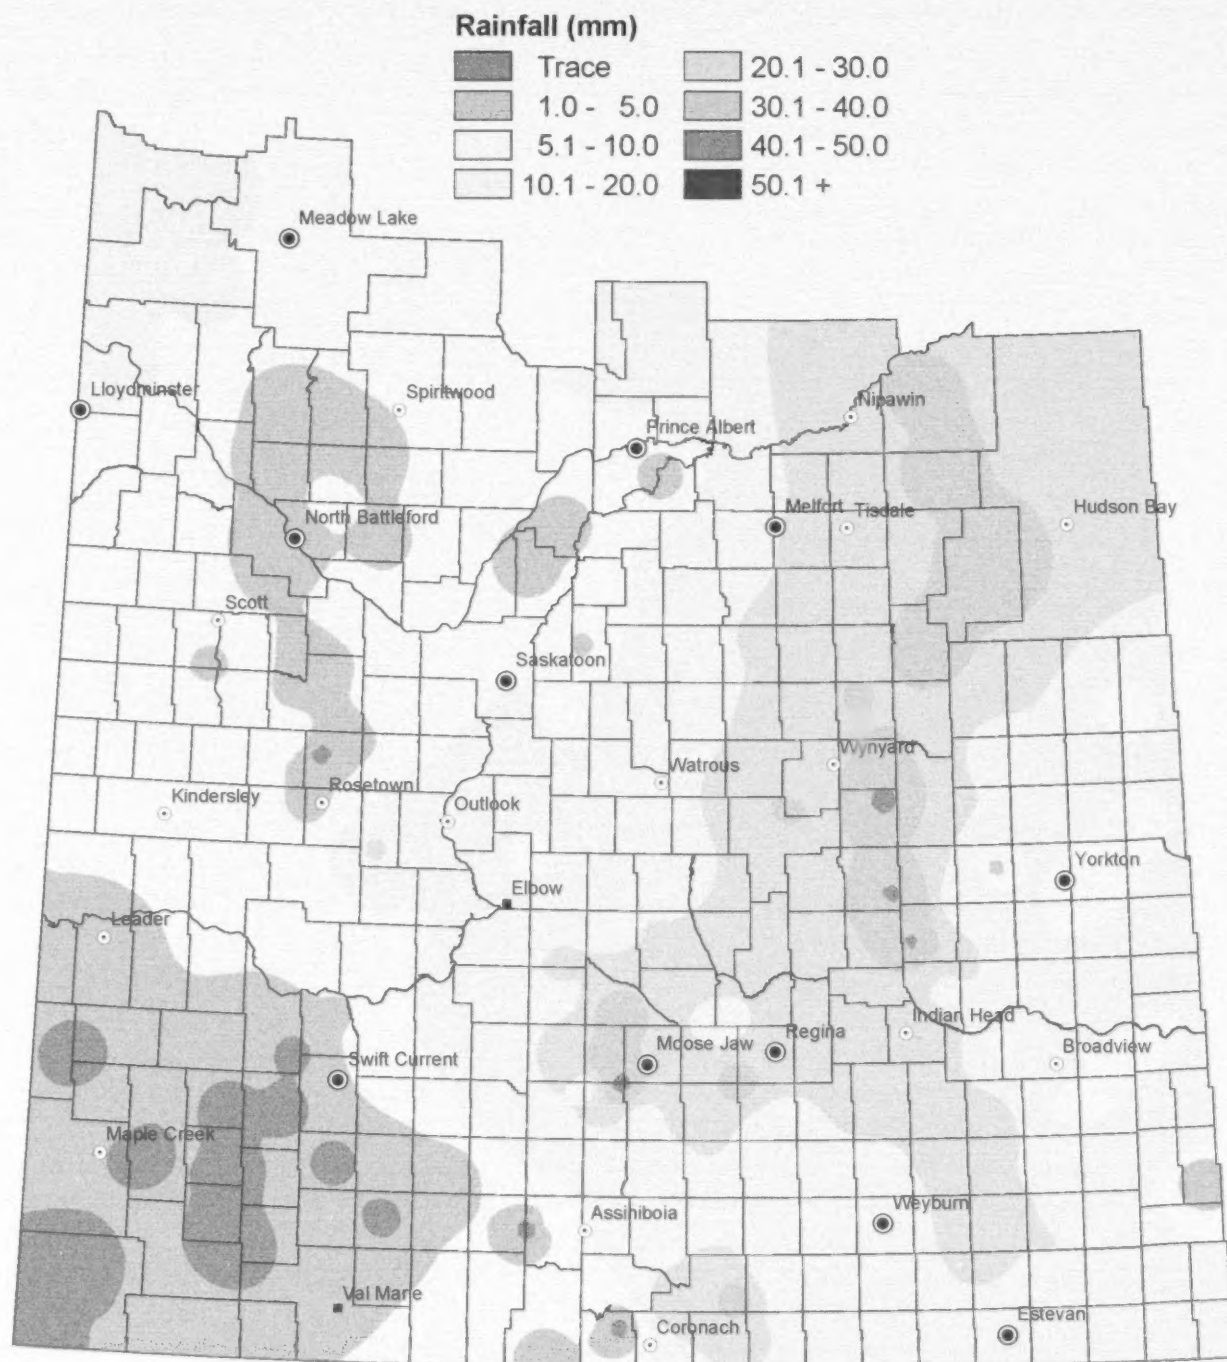 Rainfall (mm)
Trace
1.0 - 5.0
5.1 - 10.0
10.1 - 20.0
20.1 - 30.0
30.1 - 40.0
40.1 - 50.0
50.1 +
Meadow Lake
Lloydminster
Spiritwood
Nipawin
Prince Albert
North Battleford
Melfort
Tisdale
Hudson Bay
Scott
Saskatoon
Wynyard
Watrous
Kindersley
Rosetown
Outlook
Yorkton
Elbow
Leader
Indian Head
Regina
Moose Jaw
Broadview
Swift Current
Maple Creek
Assiniboia
Weyburn
Val Marie
Estevan
Coronach